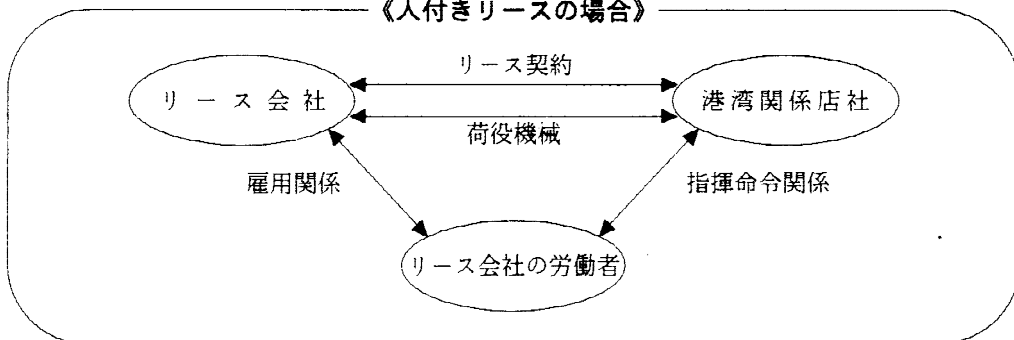 《人付きリースの場合》
リース契約
リース会社
港湾関係店社
荷役機械
雇用関係
指揮命令関係
リース会社の労働者